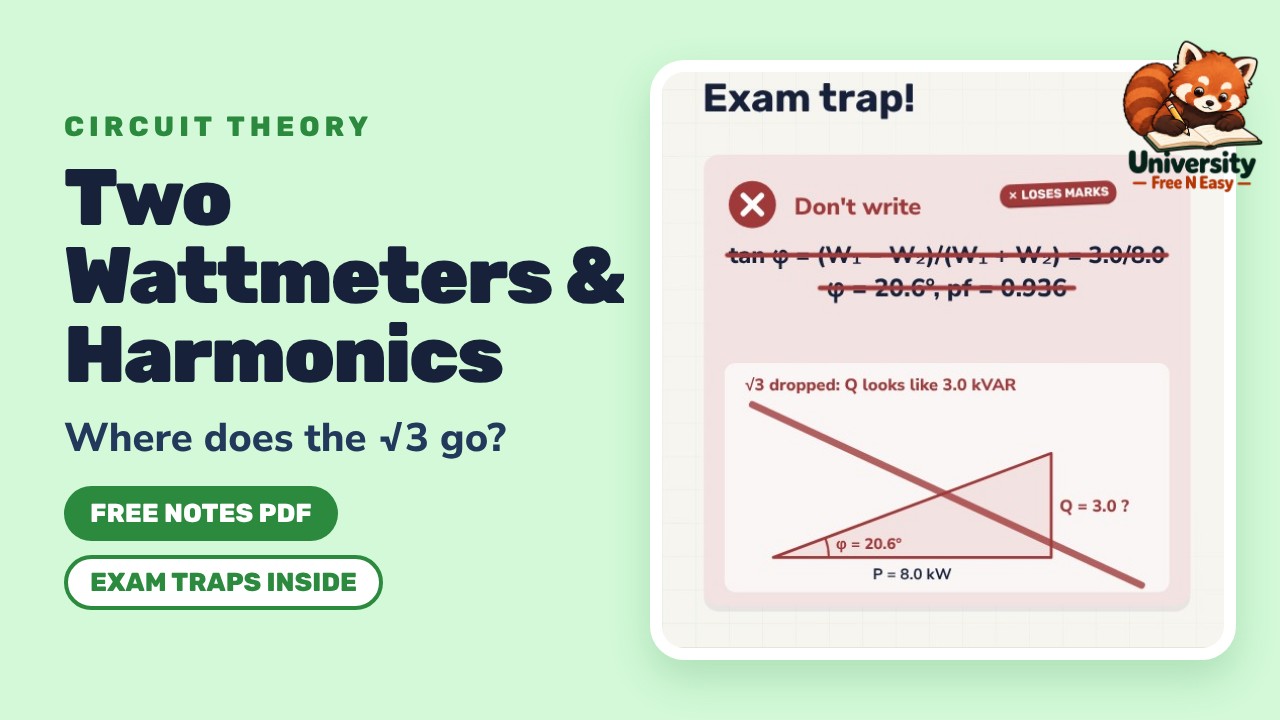 CIRCUIT THEORY
Two
Wattmeters &
Harmonics
Where does the √3 go?
FREE NOTES PDF
EXAM TRAPS INSIDE
Exam trap!
University
Free N Easy
× LOSES MARKS
Don't write
tan φ = (W₁ − W₂)/(W₁ + W₂) = 3.0/8.0
φ = 20.6°, pf = 0.936
√3 dropped: Q looks like 3.0 kVAR
Q = 3.0 ?
φ = 20.6°
P = 8.0 kW